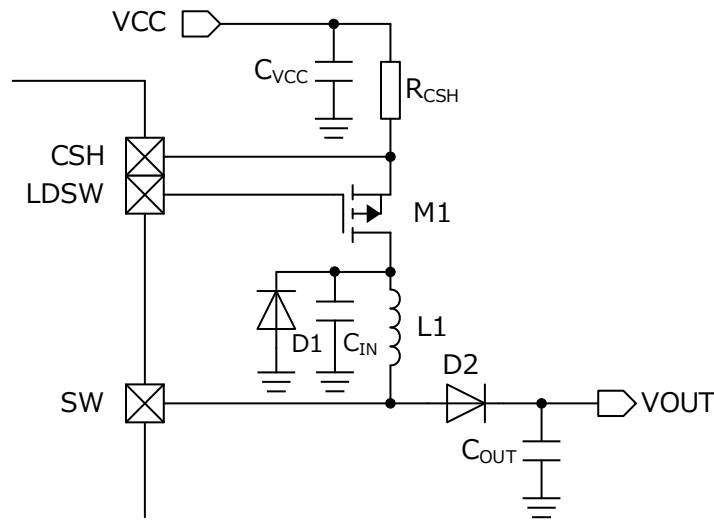 VCC
CVCC
RCSH
CSH
LDSW
M1
D1
CIN
L1
D2
SW
VOUT
COUT